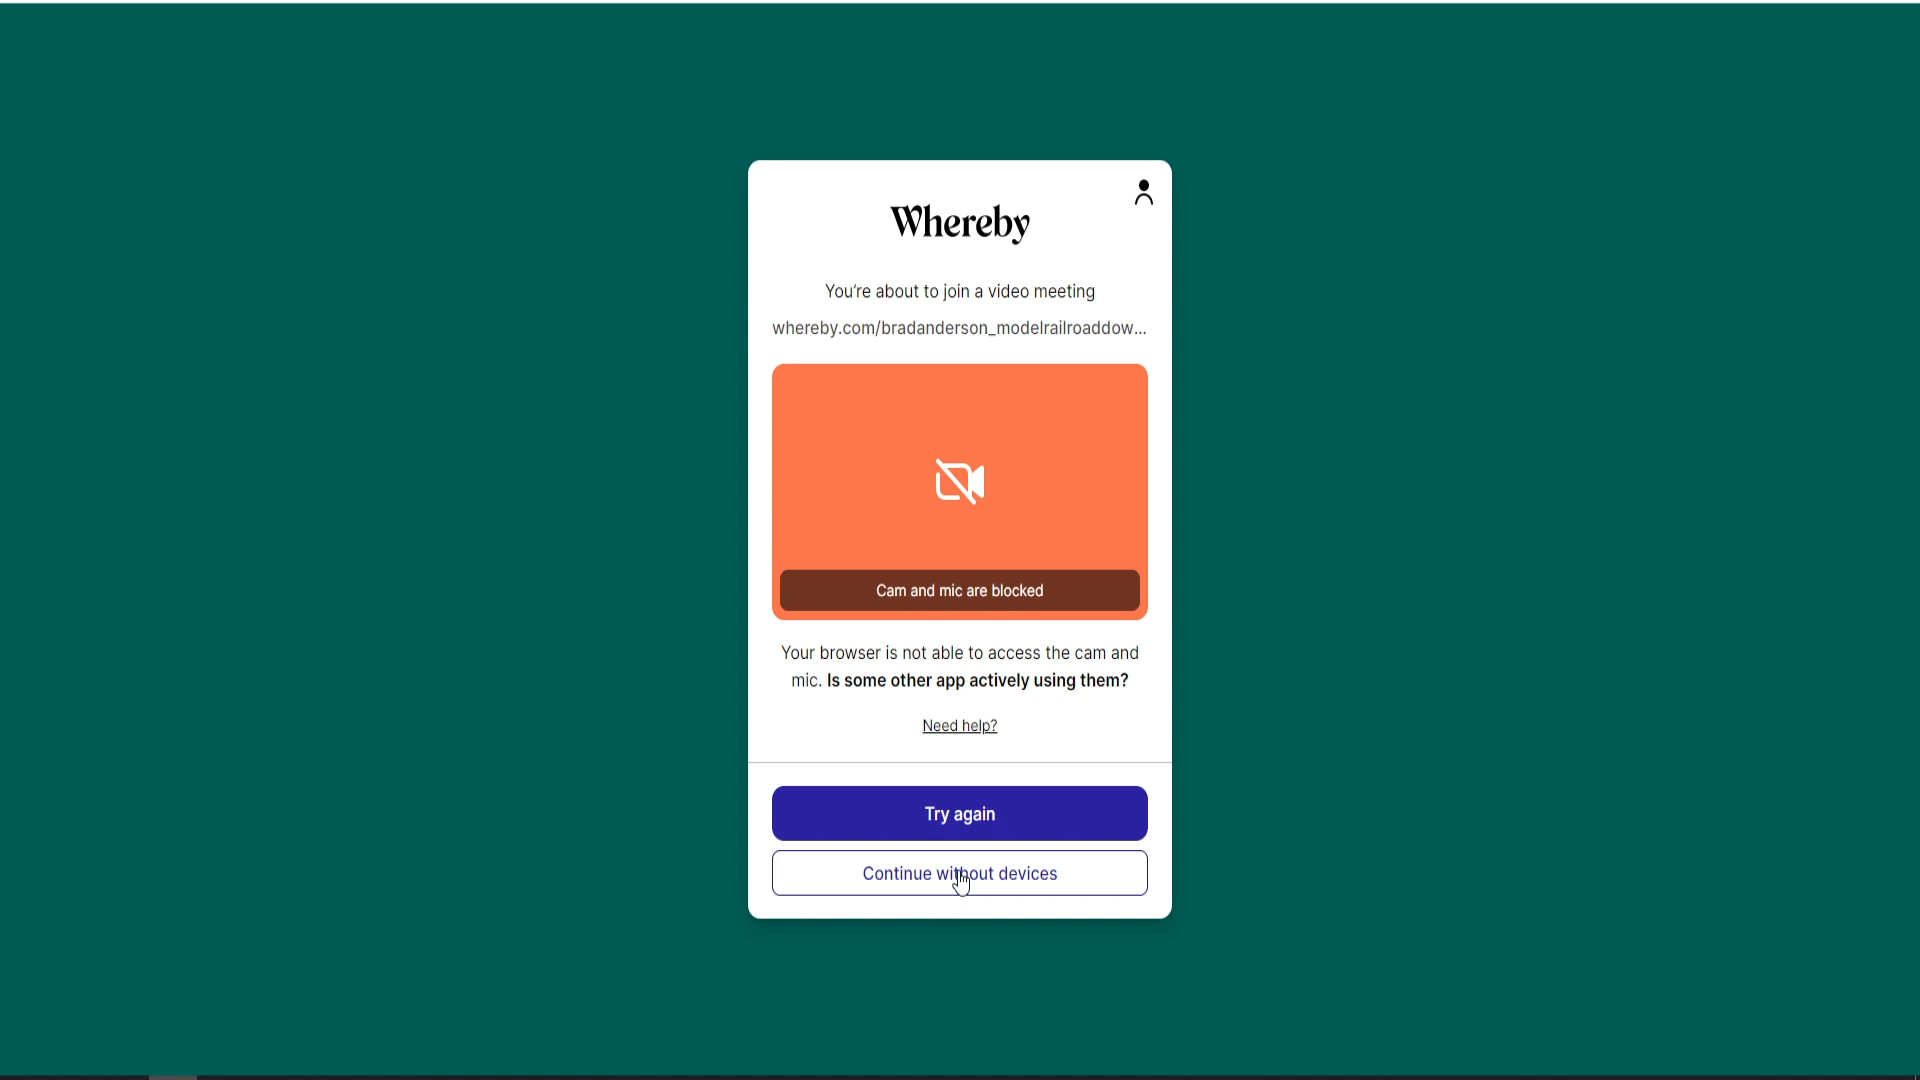 Whereby
You're about to join a video meeting
whereby.com/bradanderson_modelrailroaddow...
Cam and mic are blocked
Your browser is not able to access the cam and
mic. Is some other app actively using them?
Need help?
Try again
Continue without devices